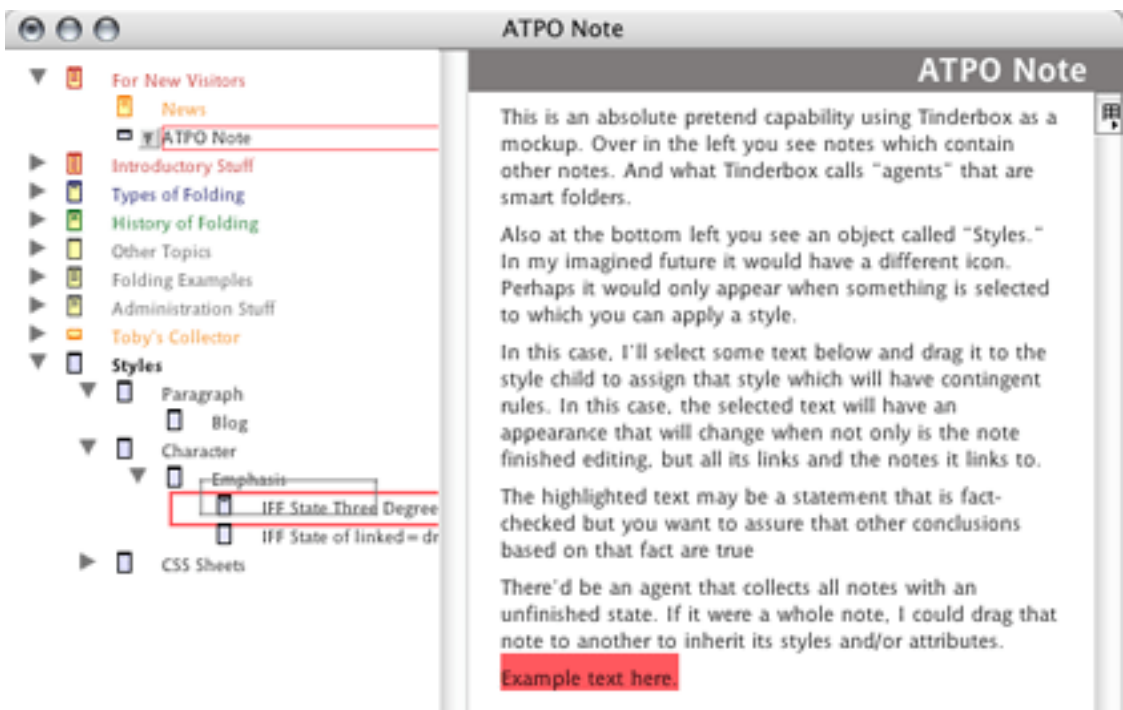 ATPO Note
For New Visitors
News
ATPO Note
Introductory Stuff
Types of Folding
History of Folding
Other Topics
Folding Examples
Administration Stuff
Toby's Collector
Styles
Paragraph
Blog
Character
Emphasis
IFF State Three Degree
IFF State of linked=dr
CSS Sheets
ATPO Note
This is an absolute pretend capability using Tinderbox as a
mockup. Over in the left you see notes which contain
other notes. And what Tinderbox calls "agents" that are
smart folders.
Also at the bottom left you see an object called "Styles."
In my imagined future it would have a different icon.
Perhaps it would only appear when something is selected
to which you can apply a style.
In this case, I'll select some text below and drag it to the
style child to assign that style which will have contingent
rules. In this case, the selected text will have an
appearance that will change when not only is the note
finished editing, but all its links and the notes it links to.
The highlighted text may be a statement that is fact-
checked but you want to assure that other conclusions
based on that fact are true
There'd be an agent that collects all notes with an
unfinished state. If it were a whole note, I could drag that
note to another to inherit its styles and/or attributes.
Example text here.